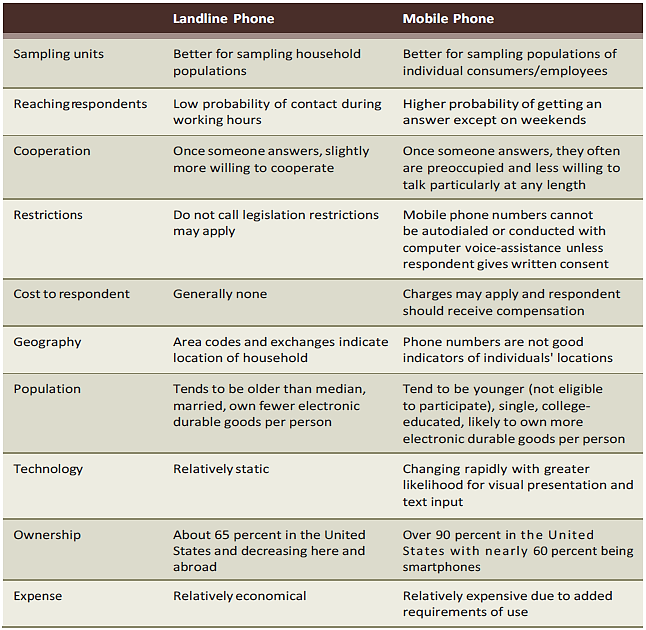 Landline Phone Mobile Phone
Sampling units Better for sampling household Better for sampling populations of
populations individual consumers/employees
Reaching respondents Low probability of contact during Higher probability of getting an
working hours answer except on weekends
Cooperation Once someone answers, slightly Once someone answers, they often
more willing to cooperate are preoccupied and less willing to
talk particularly at any length
Restrictions Do not call legislation restrictions Mobile phone numbers cannot
may apply be autodialed or conducted with
computer voice-assistance unless
respondent gives written consent
Cost to respondent Generally none Charges may apply and respondent
should receive compensation
Geography Area codes and exchanges indicate Phone numbers are not good
location of household indicators of individuals' locations
Population Tends to be older than median, Tend to be younger (not eligible
married, own fewer electronic to participate), single, college-
durable goods per person educated, likely to own more
electronic durable goods per person
Technology Relatively static Changing rapidly with greater
likelihood for visual presentation and
text input
Ownership About 65 percent in the United Over 90 percent in the United
States and decreasing here and States with nearly 60 percent being
abroad smartphones
Expense Relatively economical Relatively expensive due to added
requirements of use